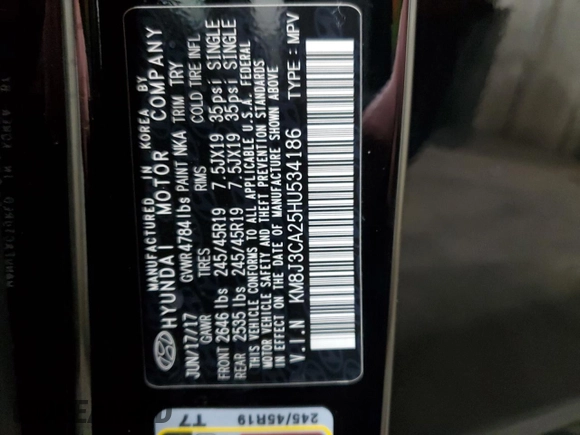 MANUFACTURED IN KOREA BY
HYUNDAI MOTOR COMPANY
JUN/17/17 GVWR4784lbs PAINT NKA TRIM TRY
GAWR TIRES RIMS COLD TIRE INFL
FRONT 2646 lbs 245/45R19 7.5JX19 35psi SINGLE
REAR 2535 lbs 245/45R19 7.5JX19 35psi SINGLE
THIS VEHICLE CONFORMS TO ALL APPLICABLE U.S.A. FEDERAL
MOTOR VEHICLE SAFETY AND THEFT PREVENTION STANDARDS
IN EFFECT ON THE DATE OF MANUFACTURE SHOWN ABOVE
V.I.N KM8J3CA25HU534186 TYPE : MPV
T7
245/45R19